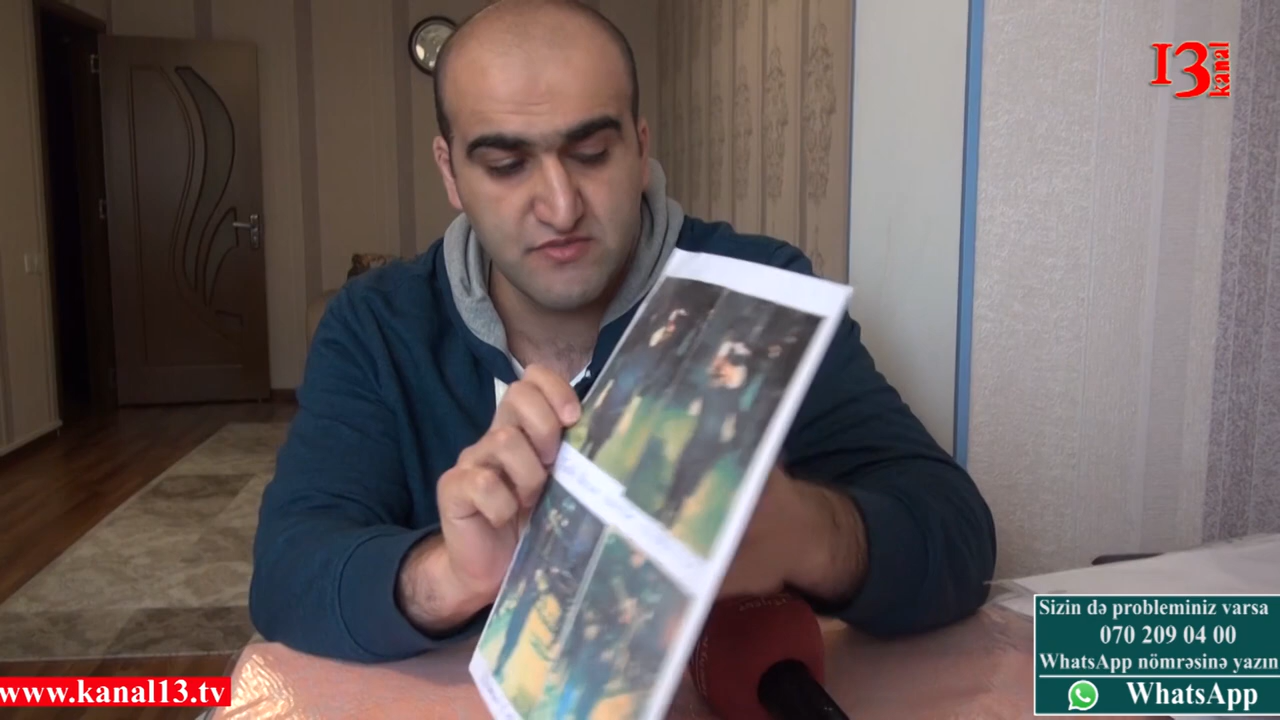 13 kanal
Sizin də probleminiz varsa
070 209 04 00
WhatsApp nömrəsinə yazın
WhatsApp
www.kanal13.tv